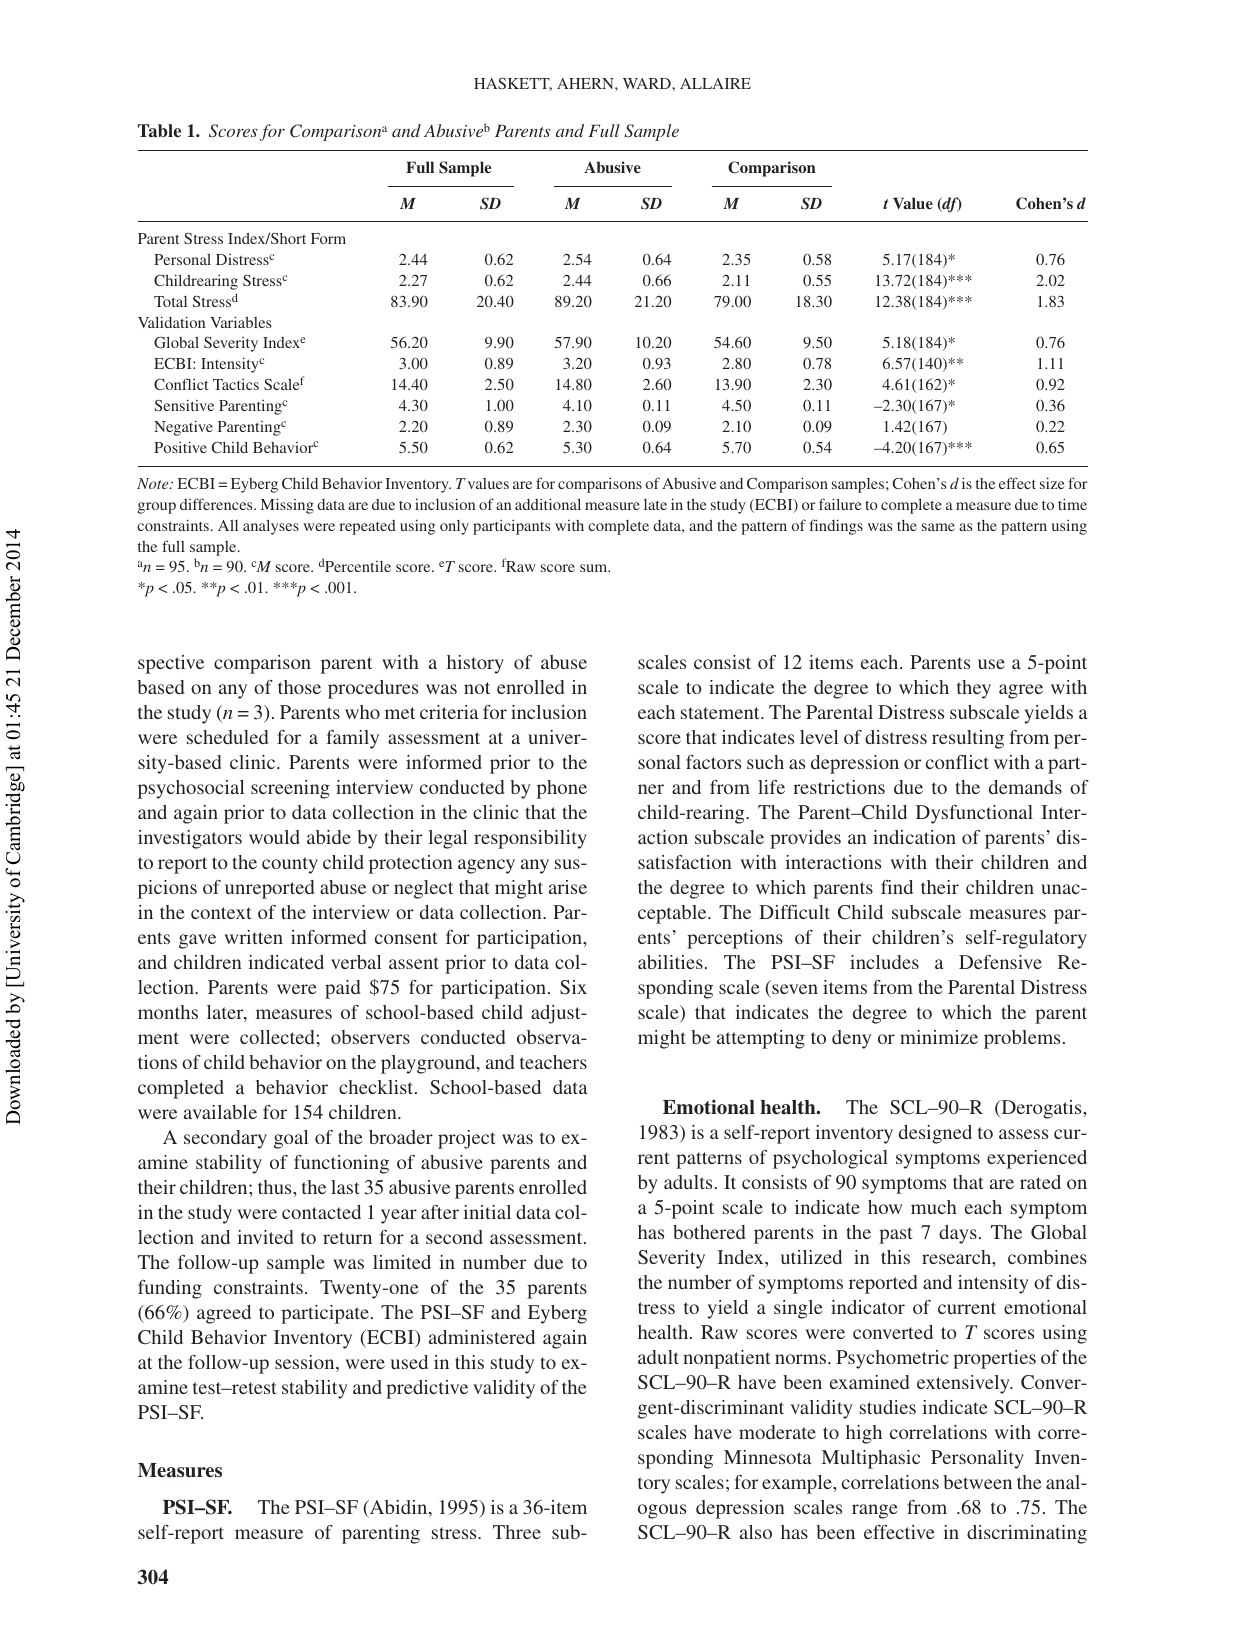 HASKETT, AHERN, WARD, ALLAIRE
Table 1. Scores for Comparisonᵃ and Abusiveᵇ Parents and Full Sample
Full Sample Abusive Comparison
M SD M SD M SD t Value (df) Cohen's d
Parent Stress Index/Short Form
Personal Distressᶜ 2.44 0.62 2.54 0.64 2.35 0.58 5.17(184)* 0.76
Childrearing Stressᶜ 2.27 0.62 2.44 0.66 2.11 0.55 13.72(184)*** 2.02
Total Stressᵈ 83.90 20.40 89.20 21.20 79.00 18.30 12.38(184)*** 1.83
Validation Variables
Global Severity Indexᵉ 56.20 9.90 57.90 10.20 54.60 9.50 5.18(184)* 0.76
ECBI: Intensityᶜ 3.00 0.89 3.20 0.93 2.80 0.78 6.57(140)** 1.11
Conflict Tactics Scaleᶠ 14.40 2.50 14.80 2.60 13.90 2.30 4.61(162)* 0.92
Sensitive Parentingᶜ 4.30 1.00 4.10 0.11 4.50 0.11 –2.30(167)* 0.36
Negative Parentingᶜ 2.20 0.89 2.30 0.09 2.10 0.09 1.42(167) 0.22
Positive Child Behaviorᶜ 5.50 0.62 5.30 0.64 5.70 0.54 –4.20(167)*** 0.65
Note: ECBI = Eyberg Child Behavior Inventory. T values are for comparisons of Abusive and Comparison samples; Cohen's d is the effect size for
group differences. Missing data are due to inclusion of an additional measure late in the study (ECBI) or failure to complete a measure due to time
constraints. All analyses were repeated using only participants with complete data, and the pattern of findings was the same as the pattern using
the full sample.
ᵃn = 95. ᵇn = 90. ᶜM score. ᵈPercentile score. ᵉT score. ᶠRaw score sum.
*p < .05. **p < .01. ***p < .001.
spective comparison parent with a history of abuse
based on any of those procedures was not enrolled in
the study (n = 3). Parents who met criteria for inclusion
were scheduled for a family assessment at a univer-
sity-based clinic. Parents were informed prior to the
psychosocial screening interview conducted by phone
and again prior to data collection in the clinic that the
investigators would abide by their legal responsibility
to report to the county child protection agency any sus-
picions of unreported abuse or neglect that might arise
in the context of the interview or data collection. Par-
ents gave written informed consent for participation,
and children indicated verbal assent prior to data col-
lection. Parents were paid $75 for participation. Six
months later, measures of school-based child adjust-
ment were collected; observers conducted observa-
tions of child behavior on the playground, and teachers
completed a behavior checklist. School-based data
were available for 154 children.
A secondary goal of the broader project was to ex-
amine stability of functioning of abusive parents and
their children; thus, the last 35 abusive parents enrolled
in the study were contacted 1 year after initial data col-
lection and invited to return for a second assessment.
The follow-up sample was limited in number due to
funding constraints. Twenty-one of the 35 parents
(66%) agreed to participate. The PSI–SF and Eyberg
Child Behavior Inventory (ECBI) administered again
at the follow-up session, were used in this study to ex-
amine test–retest stability and predictive validity of the
PSI–SF.
Measures
PSI–SF. The PSI–SF (Abidin, 1995) is a 36-item
self-report measure of parenting stress. Three sub-
scales consist of 12 items each. Parents use a 5-point
scale to indicate the degree to which they agree with
each statement. The Parental Distress subscale yields a
score that indicates level of distress resulting from per-
sonal factors such as depression or conflict with a part-
ner and from life restrictions due to the demands of
child-rearing. The Parent–Child Dysfunctional Inter-
action subscale provides an indication of parents' dis-
satisfaction with interactions with their children and
the degree to which parents find their children unac-
ceptable. The Difficult Child subscale measures par-
ents' perceptions of their children's self-regulatory
abilities. The PSI–SF includes a Defensive Re-
sponding scale (seven items from the Parental Distress
scale) that indicates the degree to which the parent
might be attempting to deny or minimize problems.
Emotional health. The SCL–90–R (Derogatis,
1983) is a self-report inventory designed to assess cur-
rent patterns of psychological symptoms experienced
by adults. It consists of 90 symptoms that are rated on
a 5-point scale to indicate how much each symptom
has bothered parents in the past 7 days. The Global
Severity Index, utilized in this research, combines
the number of symptoms reported and intensity of dis-
tress to yield a single indicator of current emotional
health. Raw scores were converted to T scores using
adult nonpatient norms. Psychometric properties of the
SCL–90–R have been examined extensively. Conver-
gent-discriminant validity studies indicate SCL–90–R
scales have moderate to high correlations with corre-
sponding Minnesota Multiphasic Personality Inven-
tory scales; for example, correlations between the anal-
ogous depression scales range from .68 to .75. The
SCL–90–R also has been effective in discriminating
304
Downloaded by [University of Cambridge] at 01:45 21 December 2014